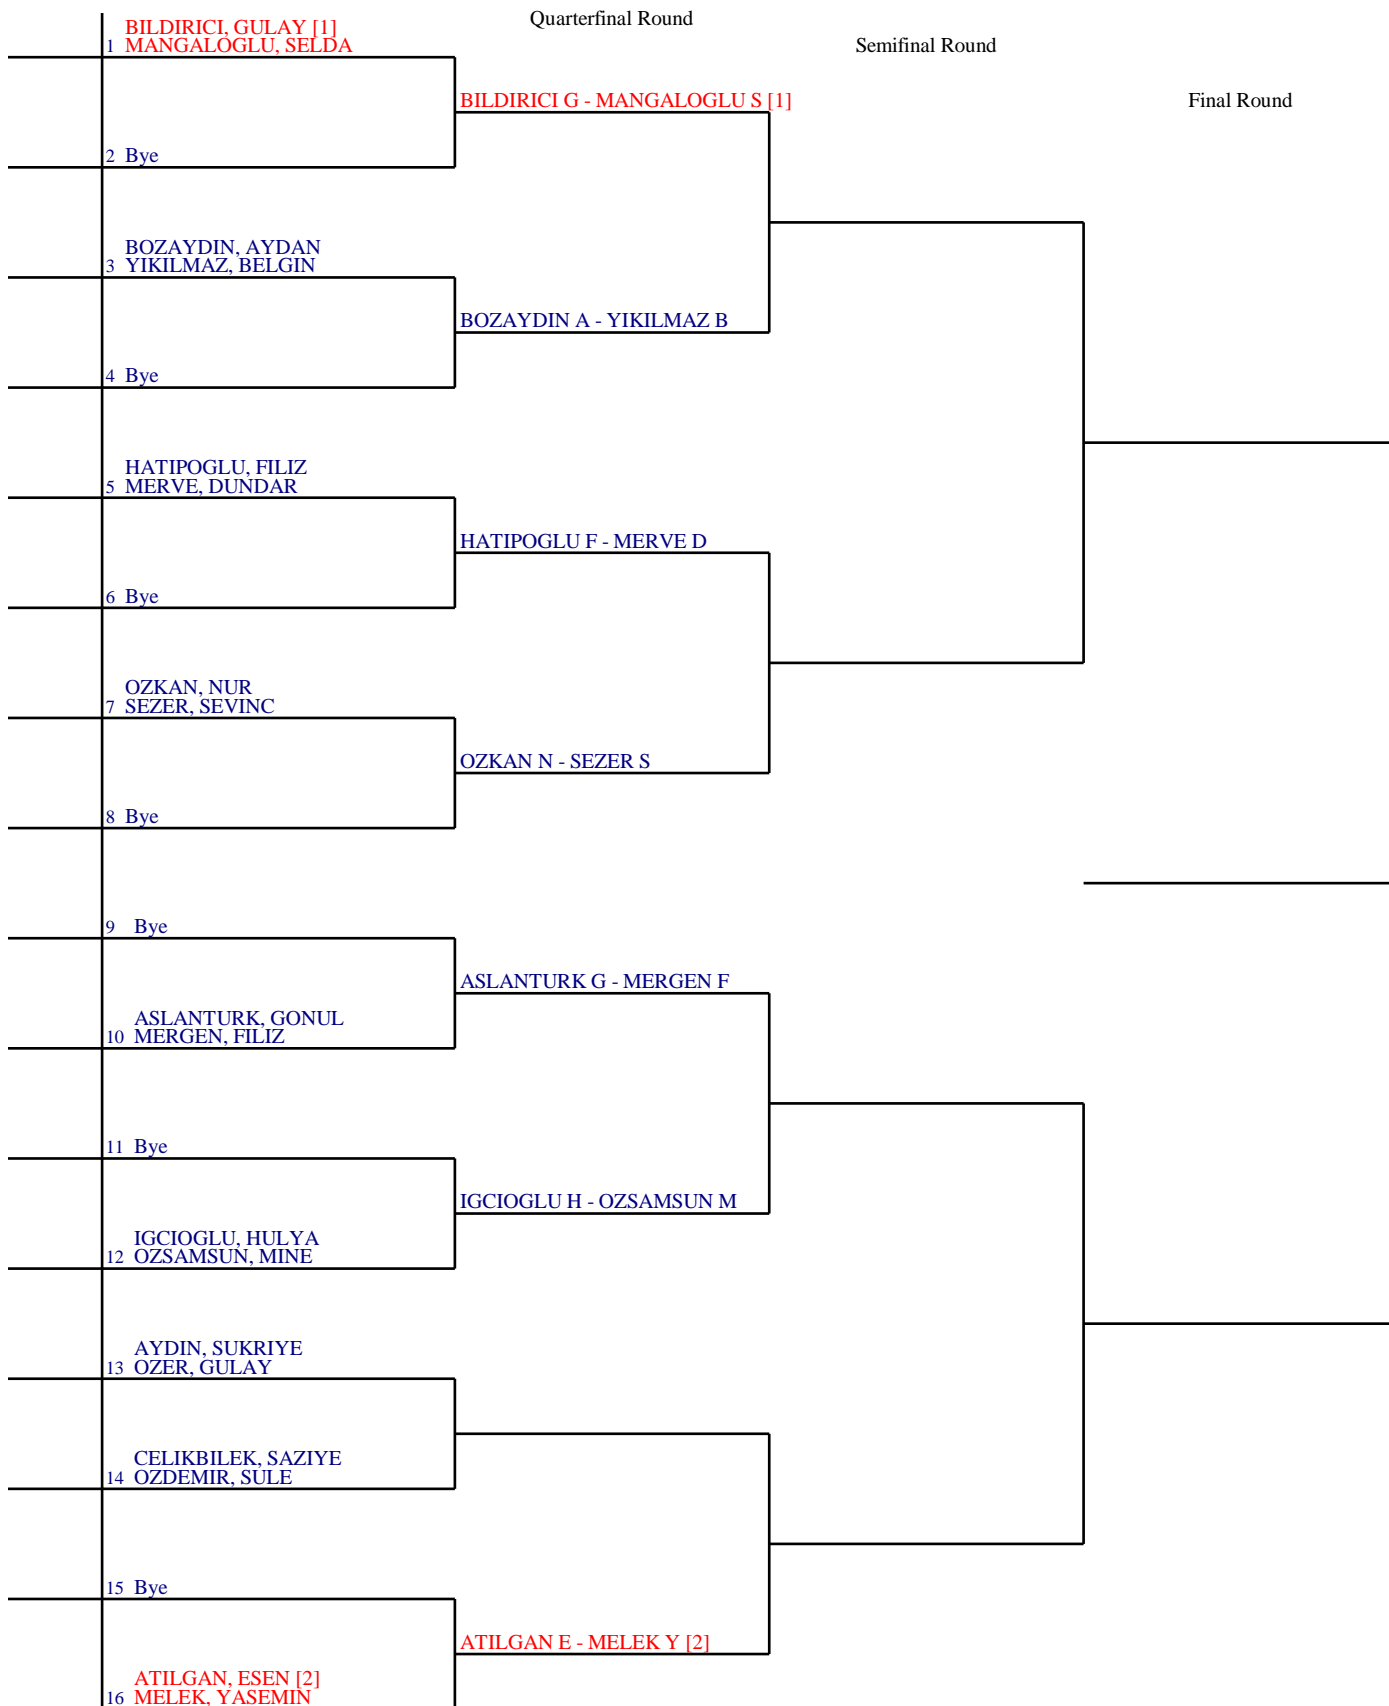 Quarterfinal Round
Semifinal Round
Final Round
BILDIRICI, GULAY [1]
1 MANGALOGLU, SELDA
BILDIRICI G - MANGALOGLU S [1]
2 Bye
BOZAYDIN, AYDAN
3 YIKILMAZ, BELGIN
BOZAYDIN A - YIKILMAZ B
4 Bye
HATIPOGLU, FILIZ
5 MERVE, DUNDAR
HATIPOGLU F - MERVE D
6 Bye
OZKAN, NUR
7 SEZER, SEVINC
OZKAN N - SEZER S
8 Bye
9 Bye
ASLANTURK G - MERGEN F
ASLANTURK, GONUL
10 MERGEN, FILIZ
11 Bye
IGCIOGLU H - OZSAMSUN M
IGCIOGLU, HULYA
12 OZSAMSUN, MINE
AYDIN, SUKRIYE
13 OZER, GULAY
CELIKBILEK, SAZIYE
14 OZDEMIR, SULE
15 Bye
ATILGAN E - MELEK Y [2]
ATILGAN, ESEN [2]
16 MELEK, YASEMIN